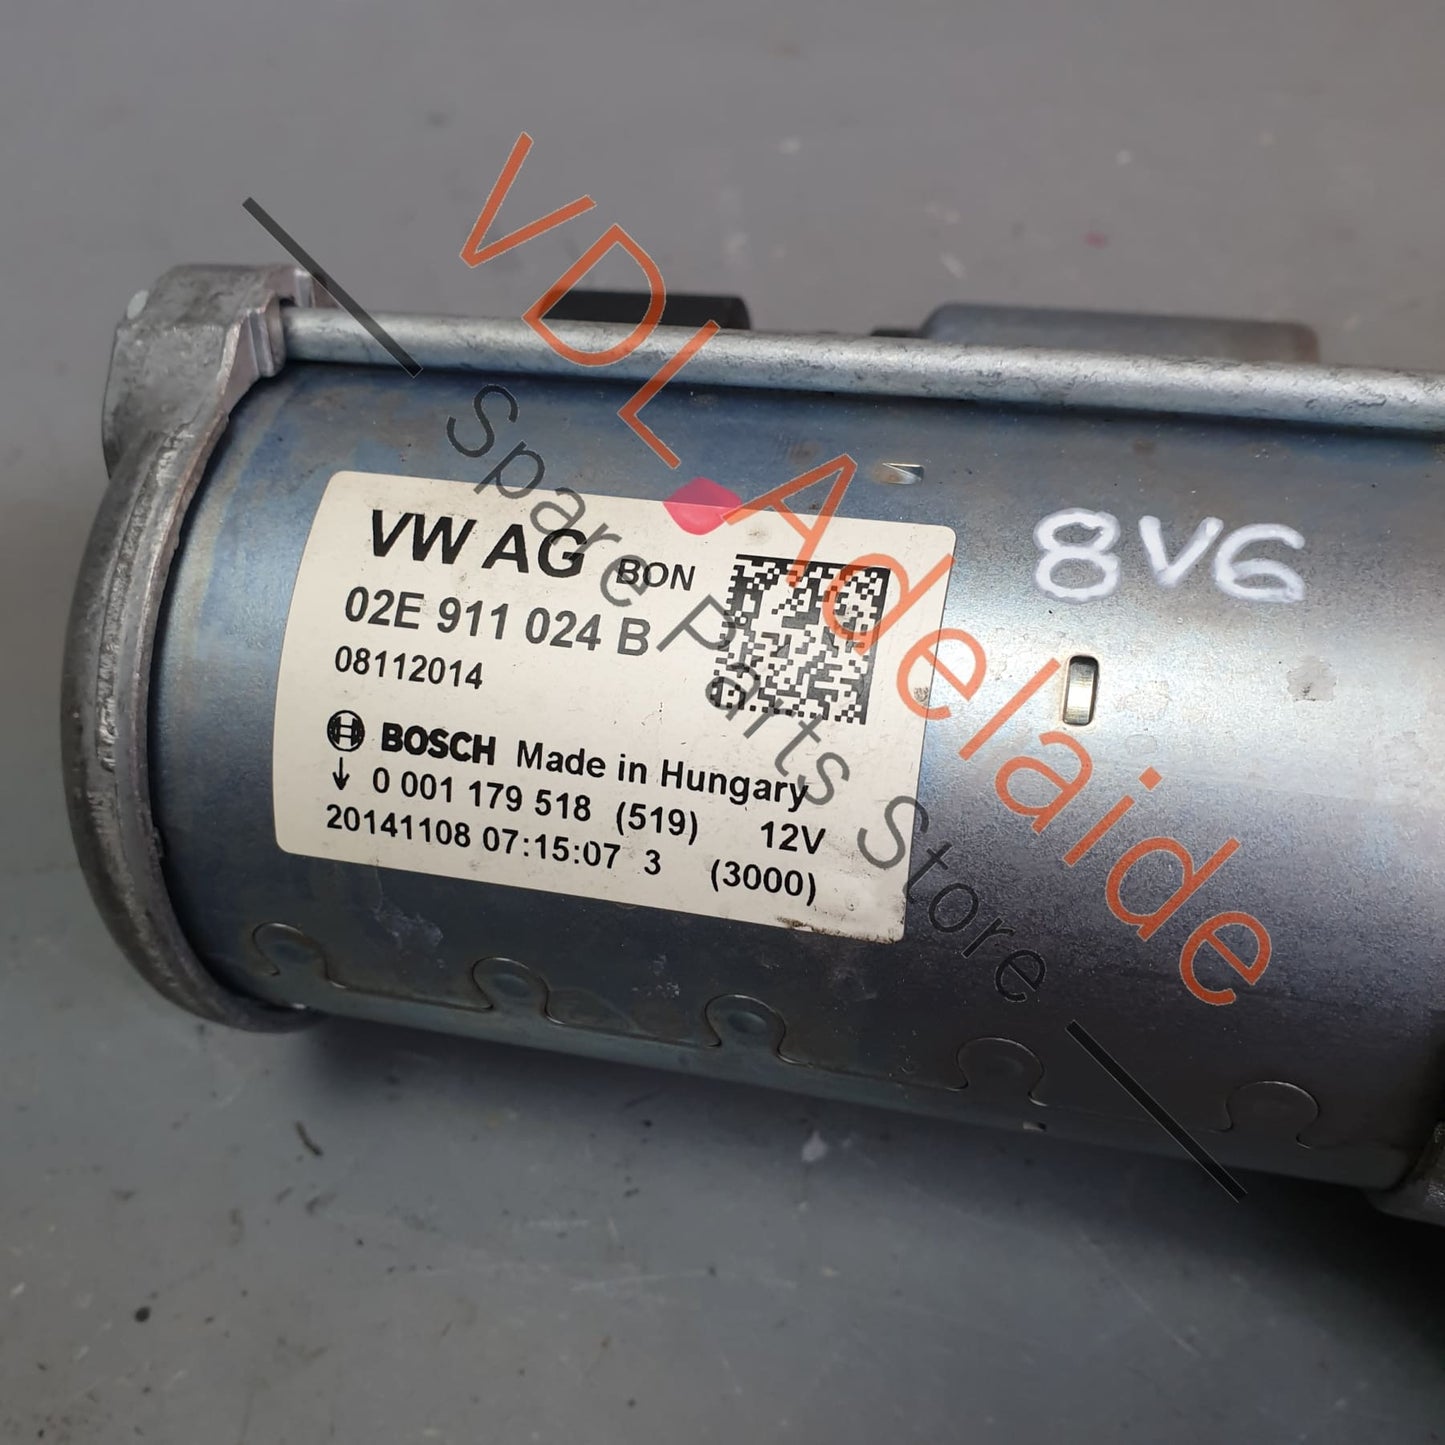 VDL Adelaide
Spare Parts Store
VW AG BON
02E 911 024 B
08112014
BOSCH Made in Hungary
↓ 0 001 179 518 (519) 12V
20141108 07:15:07 3 (3000)
8V6